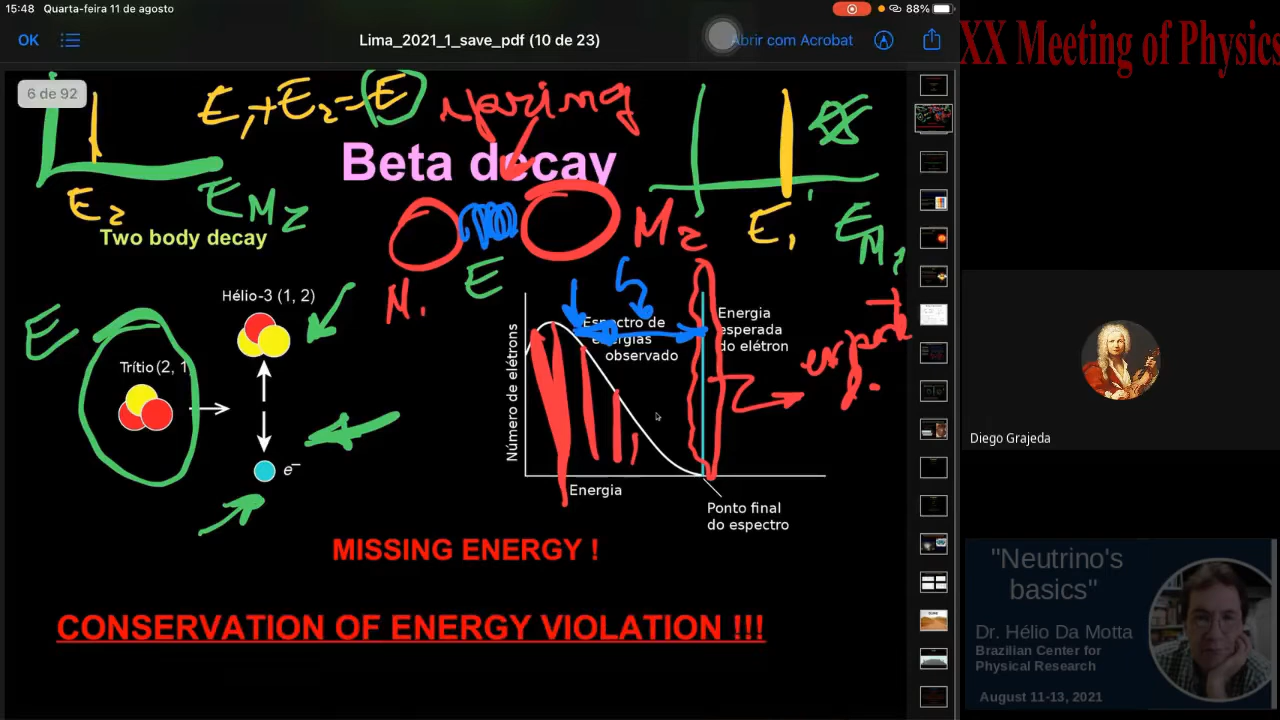 15:48 Quarta-feira 11 de agosto
88%
OK
Lima_2021_1_save_pdf (10 de 23)
Abrir com Acrobat
XX Meeting of Physics
6 de 92
E₁+E₂=E
spring
Beta decay
E₂
E M₂
Two body decay
M₁
E
M₂
E₁
E M₁
E
Hélio-3 (1, 2)
Trítio (2, 1
e⁻
Número de elétrons
Espectro de
energias
observado
Energia
esperada
do elétron
Energia
Ponto final
do espectro
MISSING ENERGY !
CONSERVATION OF ENERGY VIOLATION !!!
Diego Grajeda
"Neutrino's
basics"
Dr. Hélio Da Motta
Brazilian Center for
Physical Research
August 11-13, 2021